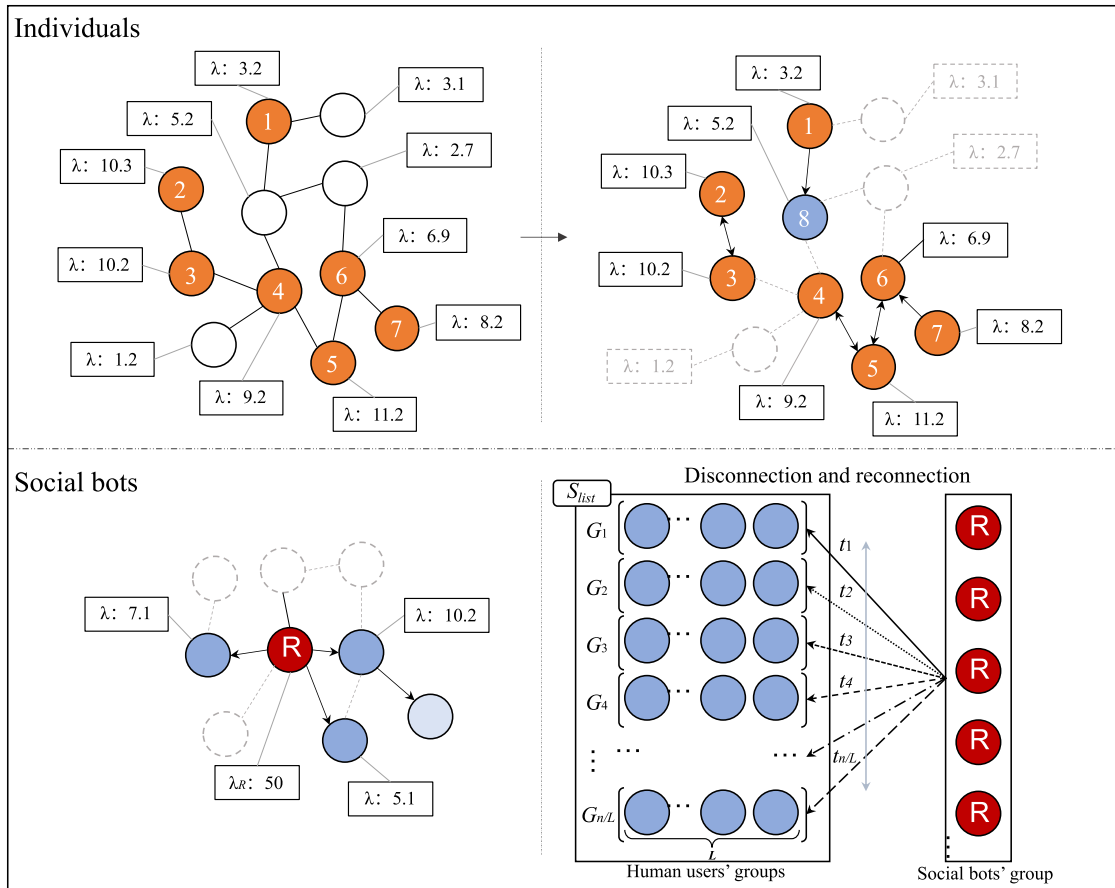 Individuals
λ: 3.2
λ: 3.1
λ: 5.2
1
λ: 2.7
λ: 10.3
2
λ: 6.9
λ: 10.2
3
4
6
7
λ: 8.2
λ: 1.2
5
λ: 9.2
λ: 11.2
λ: 3.2
λ: 3.1
λ: 5.2
1
λ: 2.7
λ: 10.3
2
8
λ: 6.9
λ: 10.2
3
4
6
7
λ: 8.2
λ: 1.2
5
λ: 9.2
λ: 11.2
Social bots
λ: 7.1
λ: 10.2
R
λR: 50
λ: 5.1
Disconnection and reconnection
Slist
G1 ... t1 R
G2 ... t2 R
G3 ... t3
G4 ... t4 R
... ... ... tn/L R
Gn/L ... R
L
Human users' groups
Social bots' group